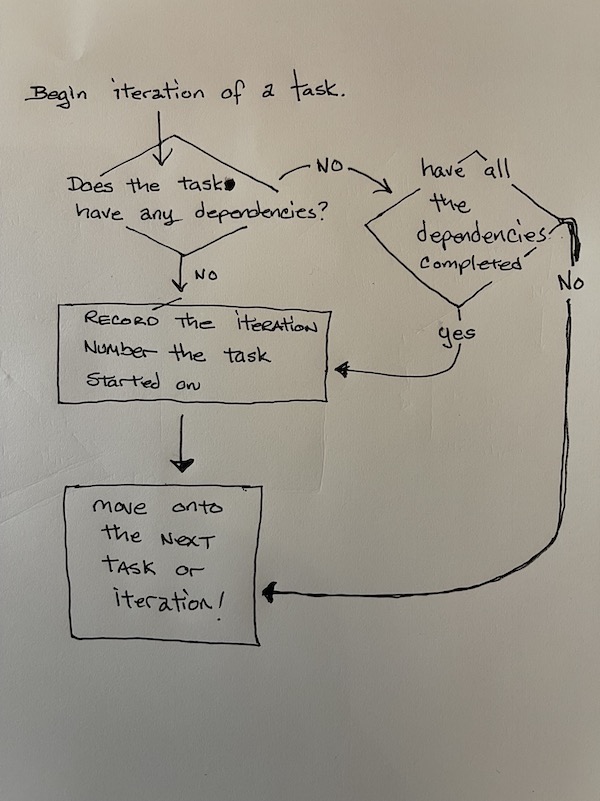 Begin iteration of a task.
Does the task
have any dependencies?
NO
have all
the
dependencies
completed
NO
yes
NO
RECORD the iteration
Number the task
started on
move onto
the NEXT
TASK or
iteration!